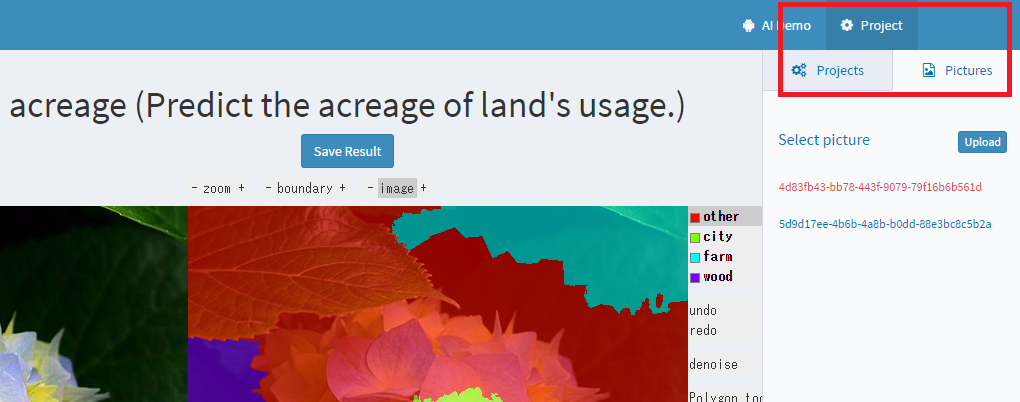 AI Demo
Project
Projects
Pictures
acreage (Predict the acreage of land's usage.)
Save Result
Select picture
Upload
- zoom + - boundary + - image +
4d83fb43-bb78-443f-9079-79f16b6b561d
5d9d17ee-4b6b-4a8b-b0dd-88e3bc8c5b2a
other
city
farm
wood
undo
redo
denoise
Polygon too